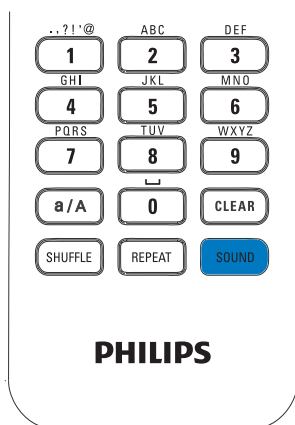 .,?!'@ ABC DEF
1 2 3
GHI JKL MNO
4 5 6
PQRS TUV WXYZ
7 8 9
a/A 0 CLEAR
SHUFFLE REPEAT SOUND
PHILIPS